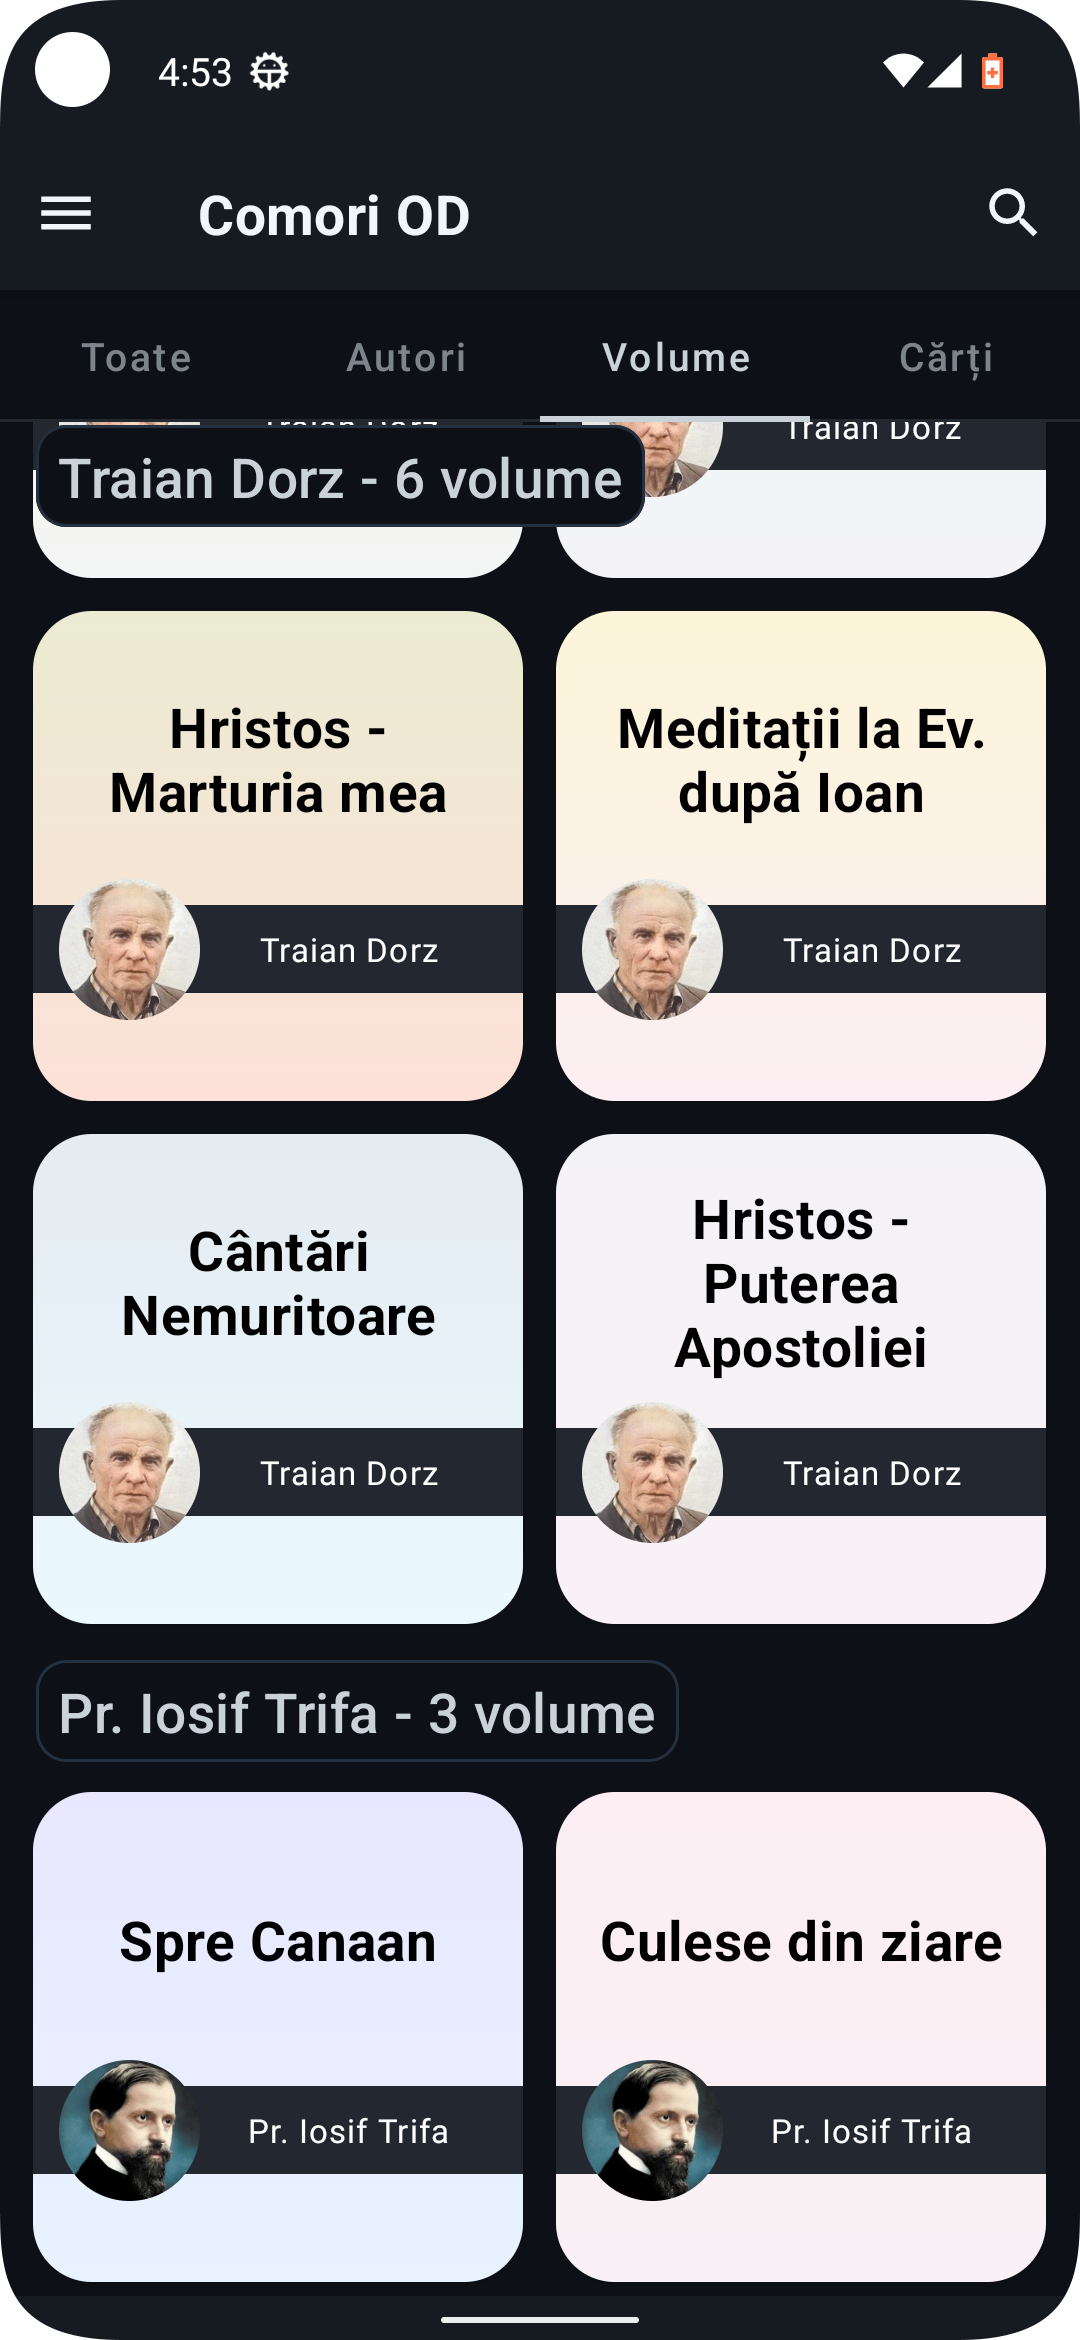 4:53
Comori OD
Toate
Autori
Volume
Cărți
Traian Dorz
Traian Dorz - 6 volume
Hristos -
Marturia mea
Traian Dorz
Meditații la Ev.
după Ioan
Traian Dorz
Cântări
Nemuritoare
Traian Dorz
Hristos -
Puterea
Apostoliei
Traian Dorz
Pr. Iosif Trifa - 3 volume
Spre Canaan
Pr. Iosif Trifa
Culese din ziare
Pr. Iosif Trifa